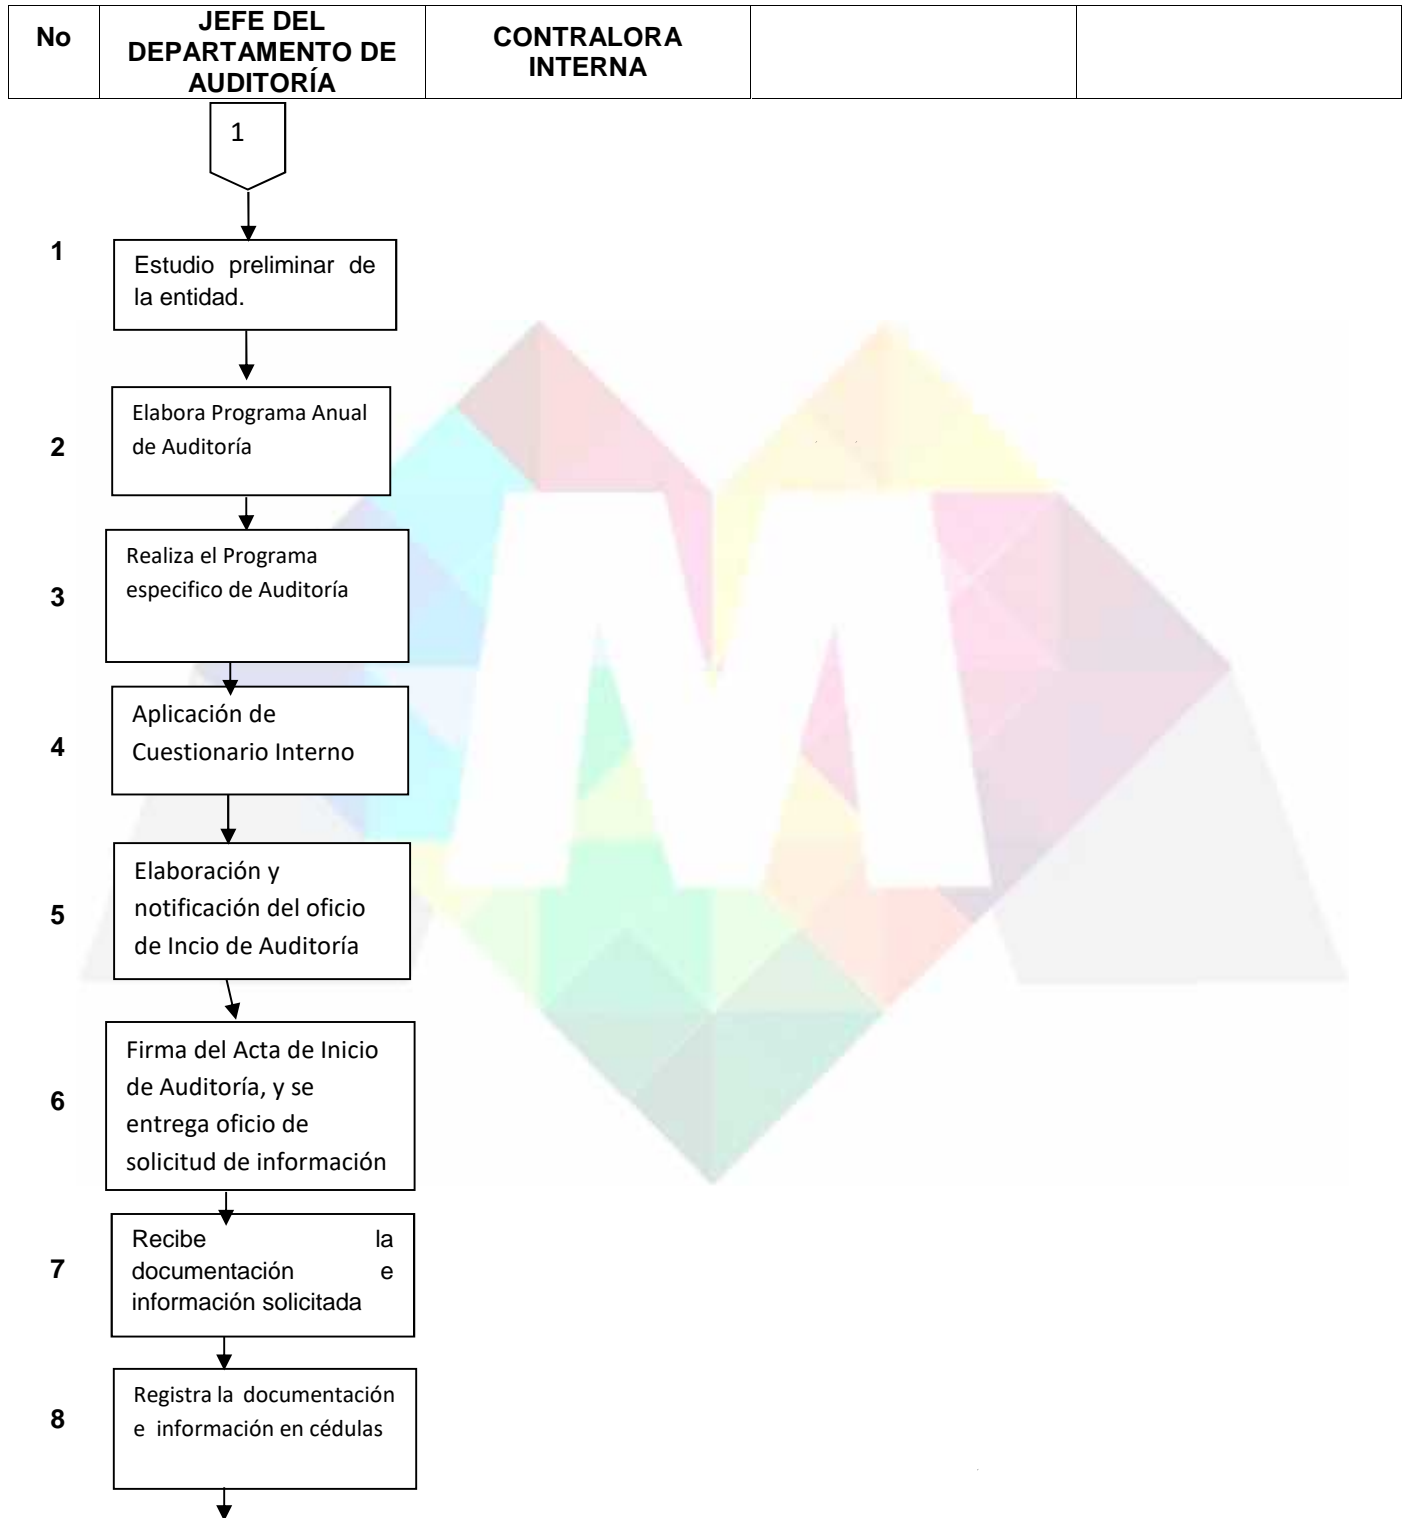 No
JEFE DEL
DEPARTAMENTO DE
AUDITORÍA
CONTRALORA
INTERNA
1
1
Estudio preliminar de
la entidad.
2
Elabora Programa Anual
de Auditoría
3
Realiza el Programa
especifico de Auditoría
4
Aplicación de
Cuestionario Interno
5
Elaboración y
notificación del oficio
de Incio de Auditoría
6
Firma del Acta de Inicio
de Auditoría, y se
entrega oficio de
solicitud de información
7
Recibe la
documentación e
información solicitada
8
Registra la documentación
e información en cédulas
M